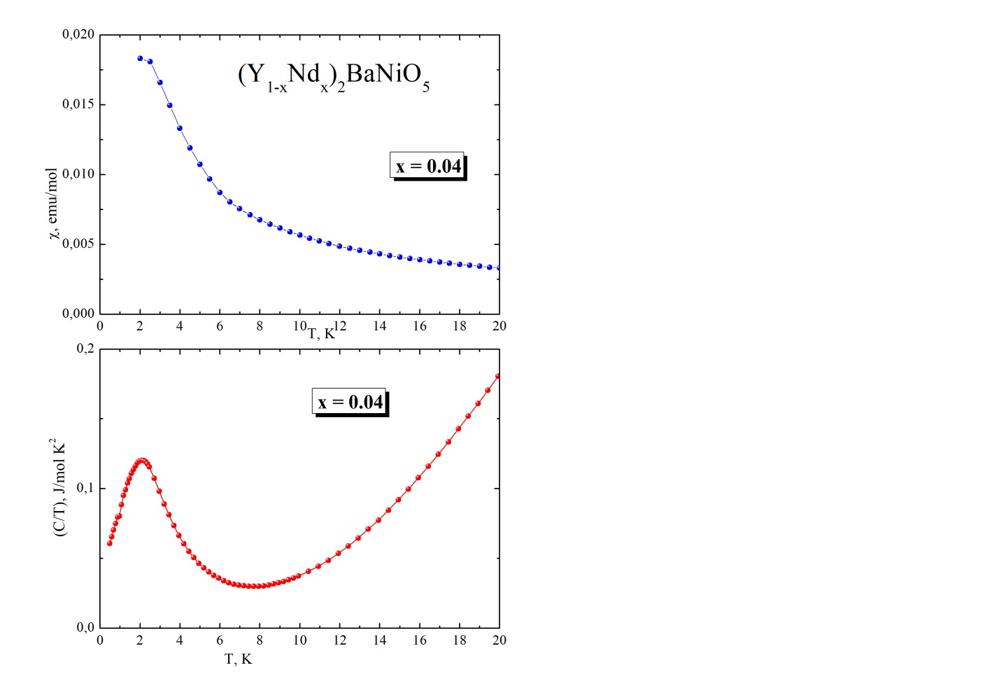 0,020
(Y1-xNdx)2BaNiO5
0,015
x = 0.04
0,010
χ, emu/mol
0,005
0,000
0 2 4 6 8 10 12 14 16 18 20
T, K
0,2
x = 0.04
(C/T), J/mol K2
0,1
0,0
0 2 4 6 8 10 12 14 16 18 20
T, K